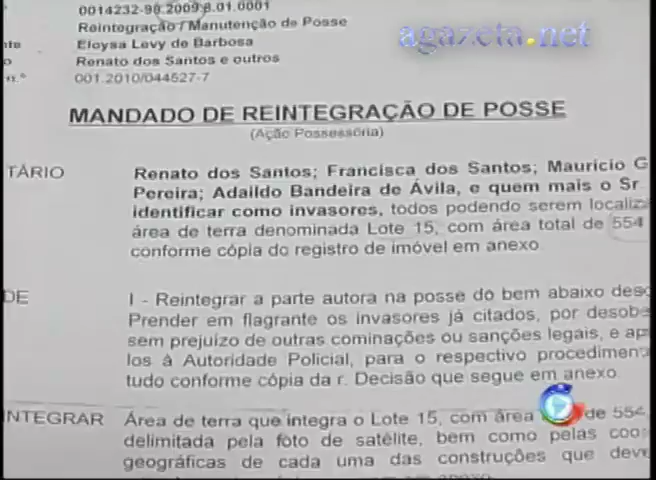 0014232-90.2009.8.01.0001
Reintegração / Manutenção de Posse
agazeta.net
Eloysa Levy de Barbosa
Renato dos Santos e outros
001.2010/044527-7
MANDADO DE REINTEGRAÇÃO DE POSSE
(Ação Possessória)
TÁRIO Renato dos Santos; Francisca dos Santos; Mauricio G
Pereira; Adaildo Bandeira de Ávila, e quem mais o Sr
identificar como invasores, todos podendo serem localiz
área de terra denominada Lote 15, com área total de 554
conforme cópia do registro de imóvel em anexo.
DE I - Reintegrar a parte autora na posse do bem abaixo desc
Prender em flagrante os invasores já citados, por desobe
sem prejuízo de outras cominações ou sanções legais, e ap
los à Autoridade Policial, para o respectivo procedimen
tudo conforme cópia da r. Decisão que segue em anexo.
INTEGRAR Área de terra que integra o Lote 15, com área de 554,
delimitada pela foto de satélite, bem como pelas coo
geográficas de cada uma das construções que deve